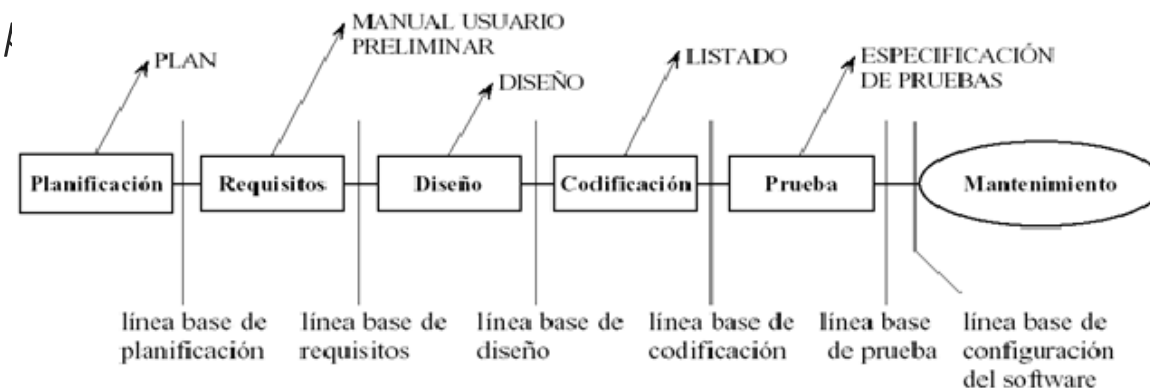 MANUAL USUARIO
PRELIMINAR
PLAN
DISEÑO
LISTADO
ESPECIFICACIÓN
DE PRUEBAS
Planificación
Requisitos
Diseño
Codificación
Prueba
Mantenimiento
línea base de
planificación
línea base de
requisitos
línea base de
diseño
línea base de
codificación
línea base
de prueba
línea base de
configuración
del software